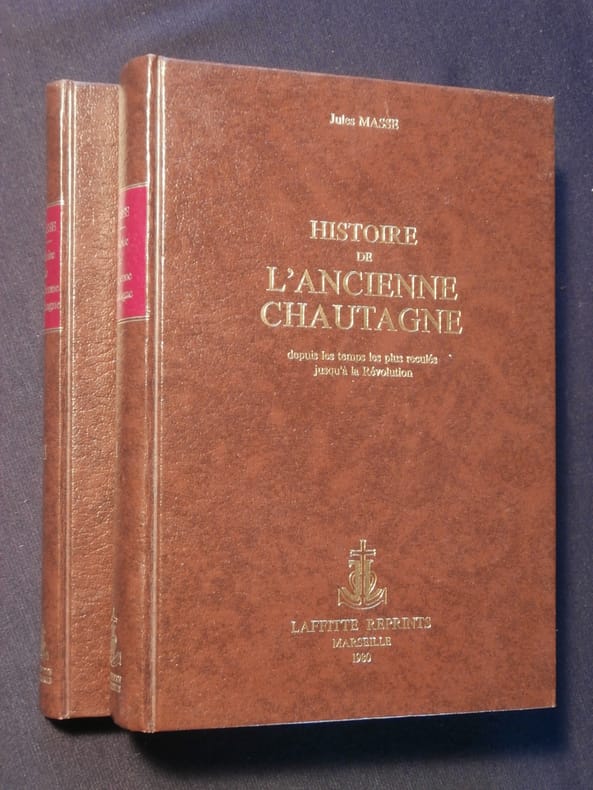 Jules MASSE
HISTOIRE
DE
L'ANCIENNE
CHAUTAGNE
depuis les temps les plus reculés
jusqu'à la Révolution
LAFFITTE REPRINTS
MARSEILLE
1980